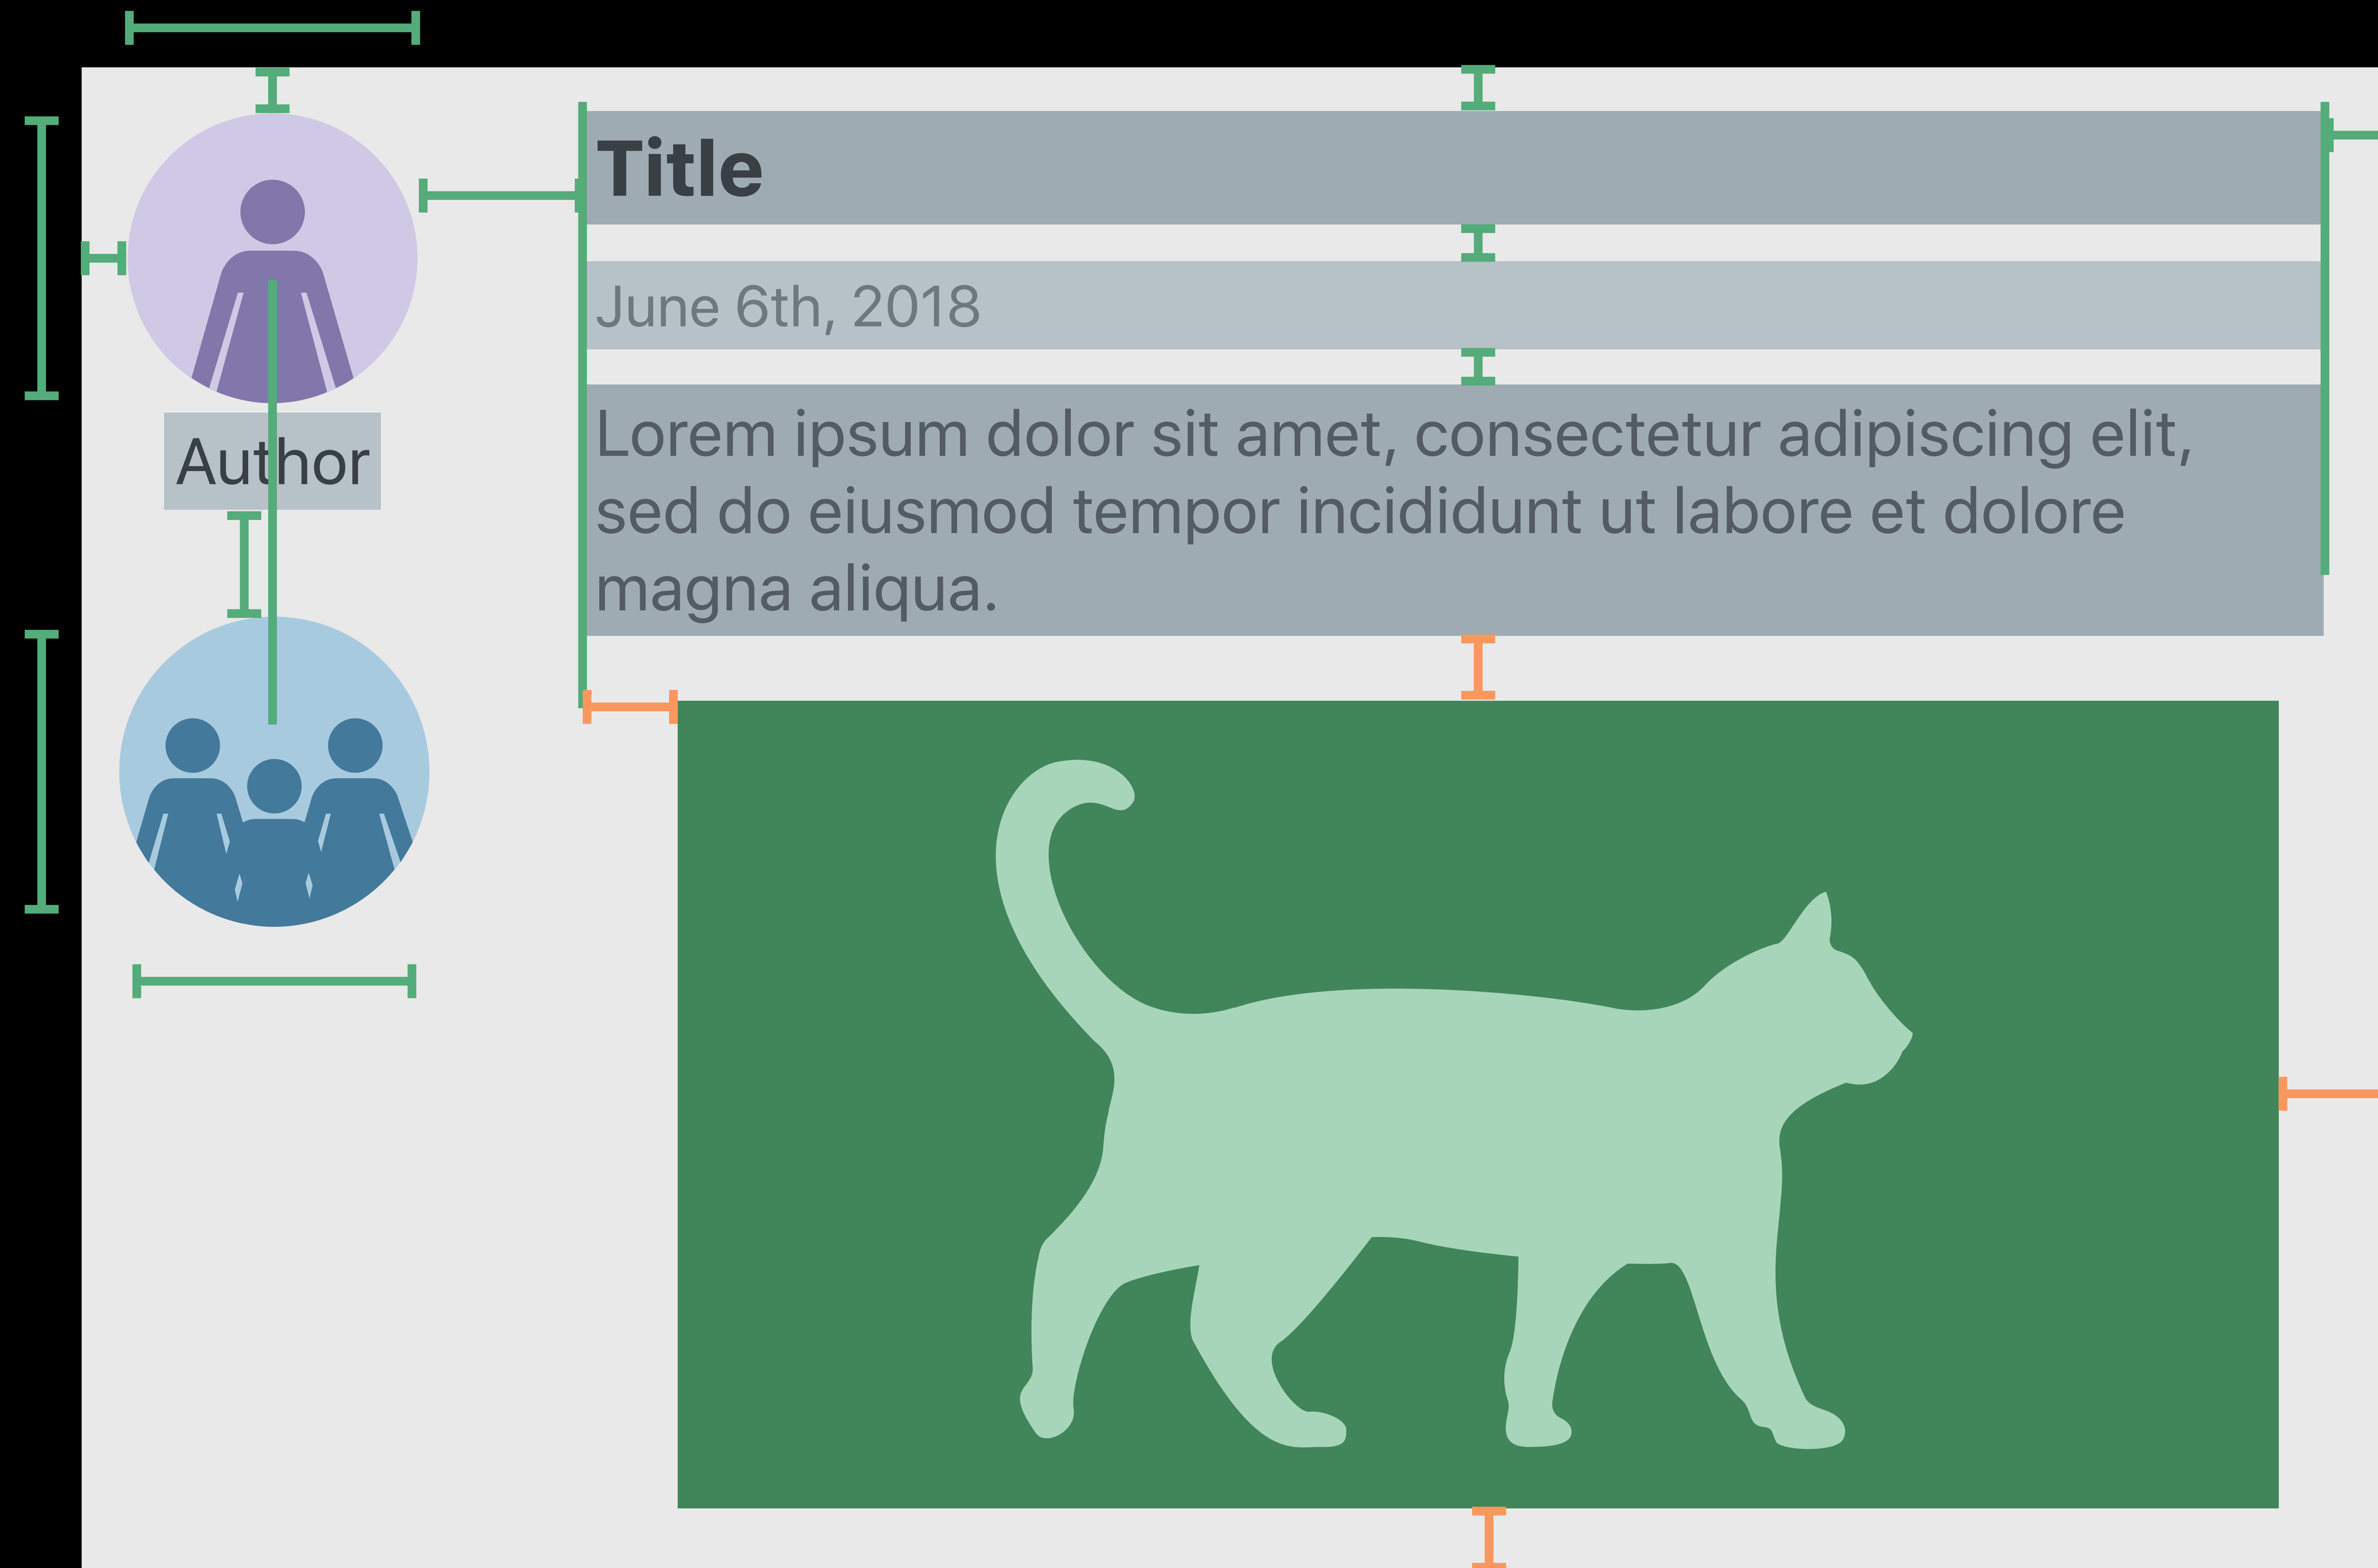 Title
June 6th, 2018
Author
Lorem ipsum dolor sit amet, consectetur adipiscing elit,
sed do eiusmod tempor incididunt ut labore et dolore
magna aliqua.